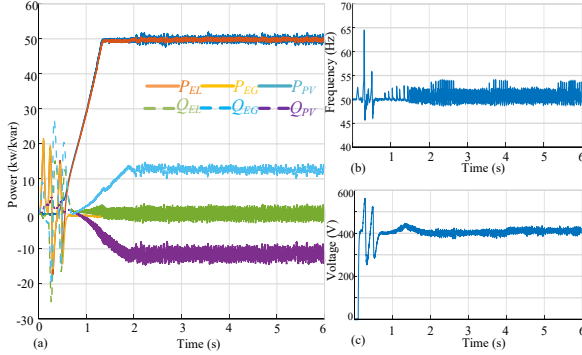 60
50
40
30
20
10
0
-10
-20
-30
Power (kw/kvar)
P_EL P_EG P_PV
Q_EL Q_EG Q_PV
0 1 2 3 4 5 6
(a) Time (s)
70
65
60
55
50
45
40
Frequency (Hz)
0 1 2 3 4 5 6
(b) Time (s)
600
400
200
0
Voltage (V)
1 2 3 4 5 6
(c) Time (s)